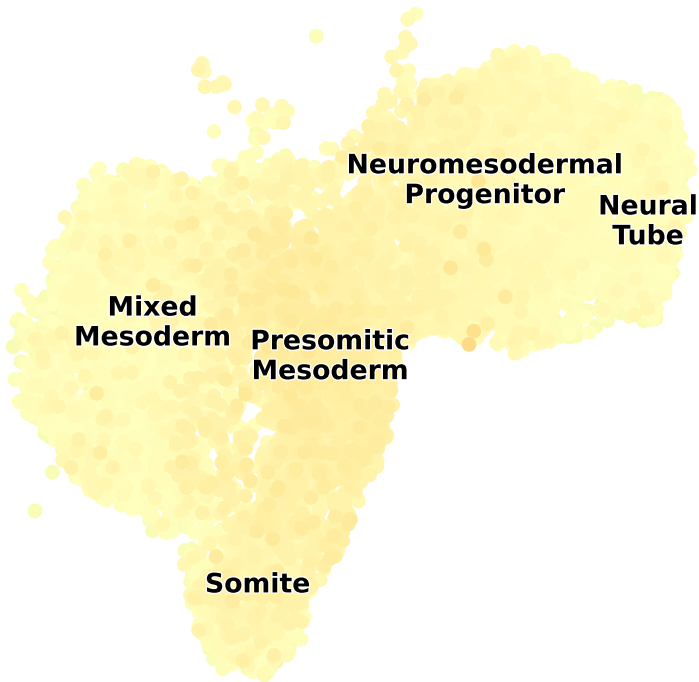 Neuromesodermal
Progenitor
Neural
Tube
Mixed
Mesoderm
Presomitic
Mesoderm
Somite